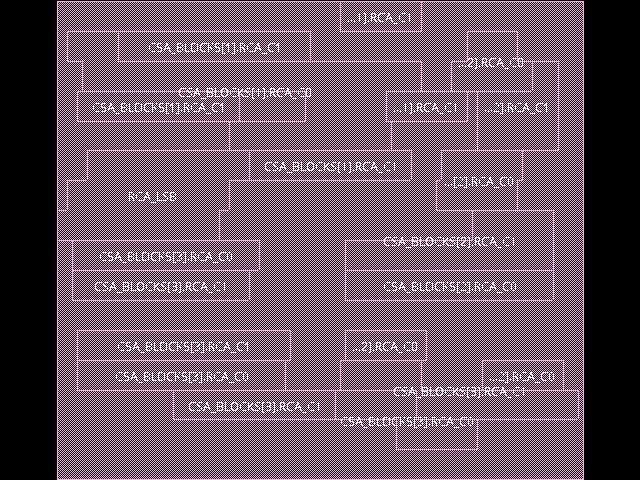 ..1].RCA_C1
CSA_BLOCKS[1].RCA_C1
..2].RCA_C0
CSA_BLOCKS[1].RCA_C0
CSA_BLOCKS[1].RCA_C1
..1].RCA_C1
..1].RCA_C1
CSA_BLOCKS[1].RCA_C1
..[2].RCA_C0
RCA_LSB
CSA_BLOCKS[2].RCA_C1
CSA_BLOCKS[3].RCA_C0
CSA_BLOCKS[3].RCA_C1
CSA_BLOCKS[2].RCA_C0
CSA_BLOCKS[2].RCA_C1
..2].RCA_C0
CSA_BLOCKS[2].RCA_C0
..2].RCA_C0
CSA_BLOCKS[3].RCA_C1
CSA_BLOCKS[3].RCA_C1
CSA_BLOCKS[3].RCA_C0